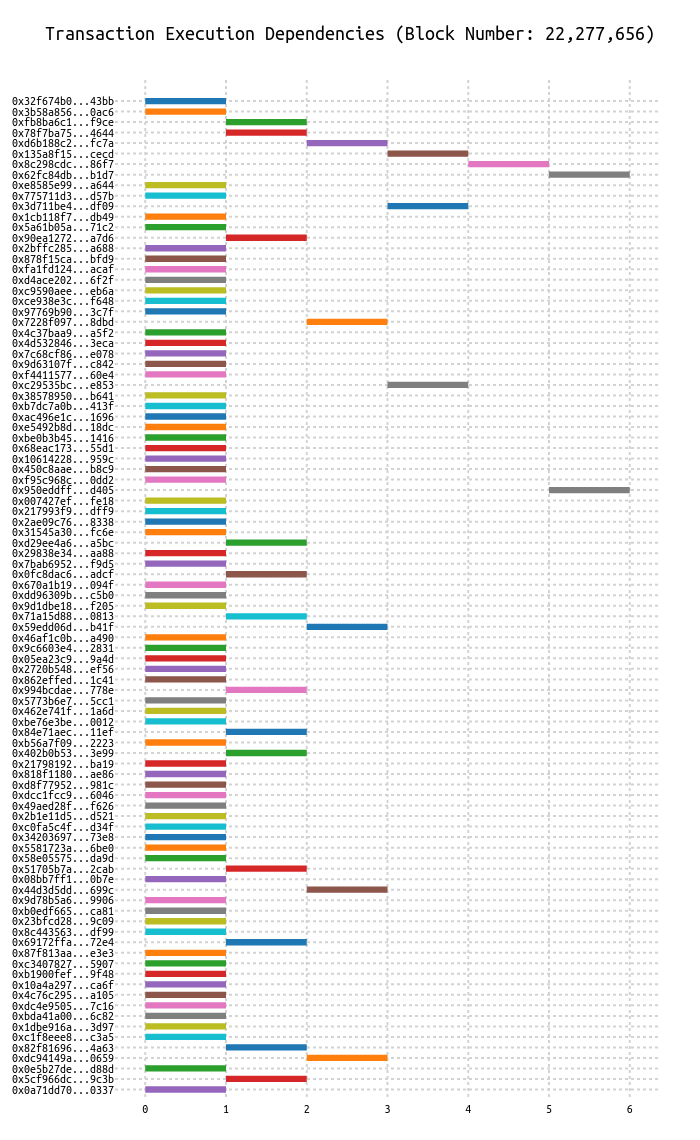 Transaction Execution Dependencies (Block Number: 22,277,656)
0x32f674b0...43bb
0x3b58a856...0ac6
0xfb8ba6c1...f9ce
0x78f7ba75...4644
0xd6b188c2...fc7a
0x135a8f15...cecd
0x8c298cdc...86f7
0x62fc84db...b1d7
0xe8585e99...a644
0x775711d3...d57b
0x3d711be4...df09
0x1cb118f7...db49
0x5a61b05a...71c2
0x90ea1272...a7d6
0x2bffc285...a688
0x878f15ca...bfd9
0xfa1fd124...acaf
0xd4ace202...6f2f
0xc9590aee...eb6a
0xce938e3c...f648
0x97769b90...3c7f
0x7228f097...8dbd
0x4c37baa9...a5f2
0x4d532846...3eca
0x7c68cf86...e078
0x9d63107f...c842
0xf4411577...60e4
0xc29535bc...e853
0x38578950...b641
0xb7dc7a0b...413f
0xac496e1c...1696
0xe5492b8d...18dc
0xbe0b3b45...1416
0x68eac173...55d1
0x10614228...959c
0x450c8aae...b8c9
0xf95c968c...0dd2
0x950eddff...d405
0x007427ef...fe18
0x217993f9...dff9
0x2ae09c76...8338
0x31545a30...fc6e
0xd29ee4a6...a5bc
0x29838e34...aa88
0x7bab6952...f9d5
0x0fc8dac6...adcf
0x670a1b19...094f
0xdd96309b...c5b0
0x9d1dbe18...f205
0x71a15d88...0813
0x59edd06d...b41f
0x46af1c0b...a490
0x9c6603e4...2831
0x05ea23c9...9a4d
0x2720b548...ef56
0x862effed...1c41
0x994bcdae...778e
0x5773b6e7...5cc1
0x462e741f...1a6d
0xbe76e3be...0012
0x84e71aec...11ef
0xb56a7f09...2223
0x402b0b53...3e99
0x21798192...ba19
0x818f1180...ae86
0xd8f77952...981c
0xdcc1fcc9...6046
0x49aed28f...f626
0x2b1e11d5...d521
0xc0fa5c4f...d34f
0x34203697...73e8
0x5581723a...6be0
0x58e05575...da9d
0x51705b7a...2cab
0x08bb7ff1...0b7e
0x44d3d5dd...699c
0x9d78b5a6...9906
0xb0edf665...ca81
0x23bfcd28...9c09
0x8c443563...df99
0x69172ffa...72e4
0x87f813aa...e3e3
0xc3407827...5907
0xb1900fef...9f48
0x10a4a297...ca6f
0x4c76c295...a105
0xdc4e9505...7c16
0xbda41a00...6c82
0x1dbe916a...3d97
0xc1f8eee8...c3a5
0x82f81696...4a63
0xdc94149a...0659
0x0e5b27de...d88d
0x5cf966dc...9c3b
0x0a71dd70...0337
0 1 2 3 4 5 6